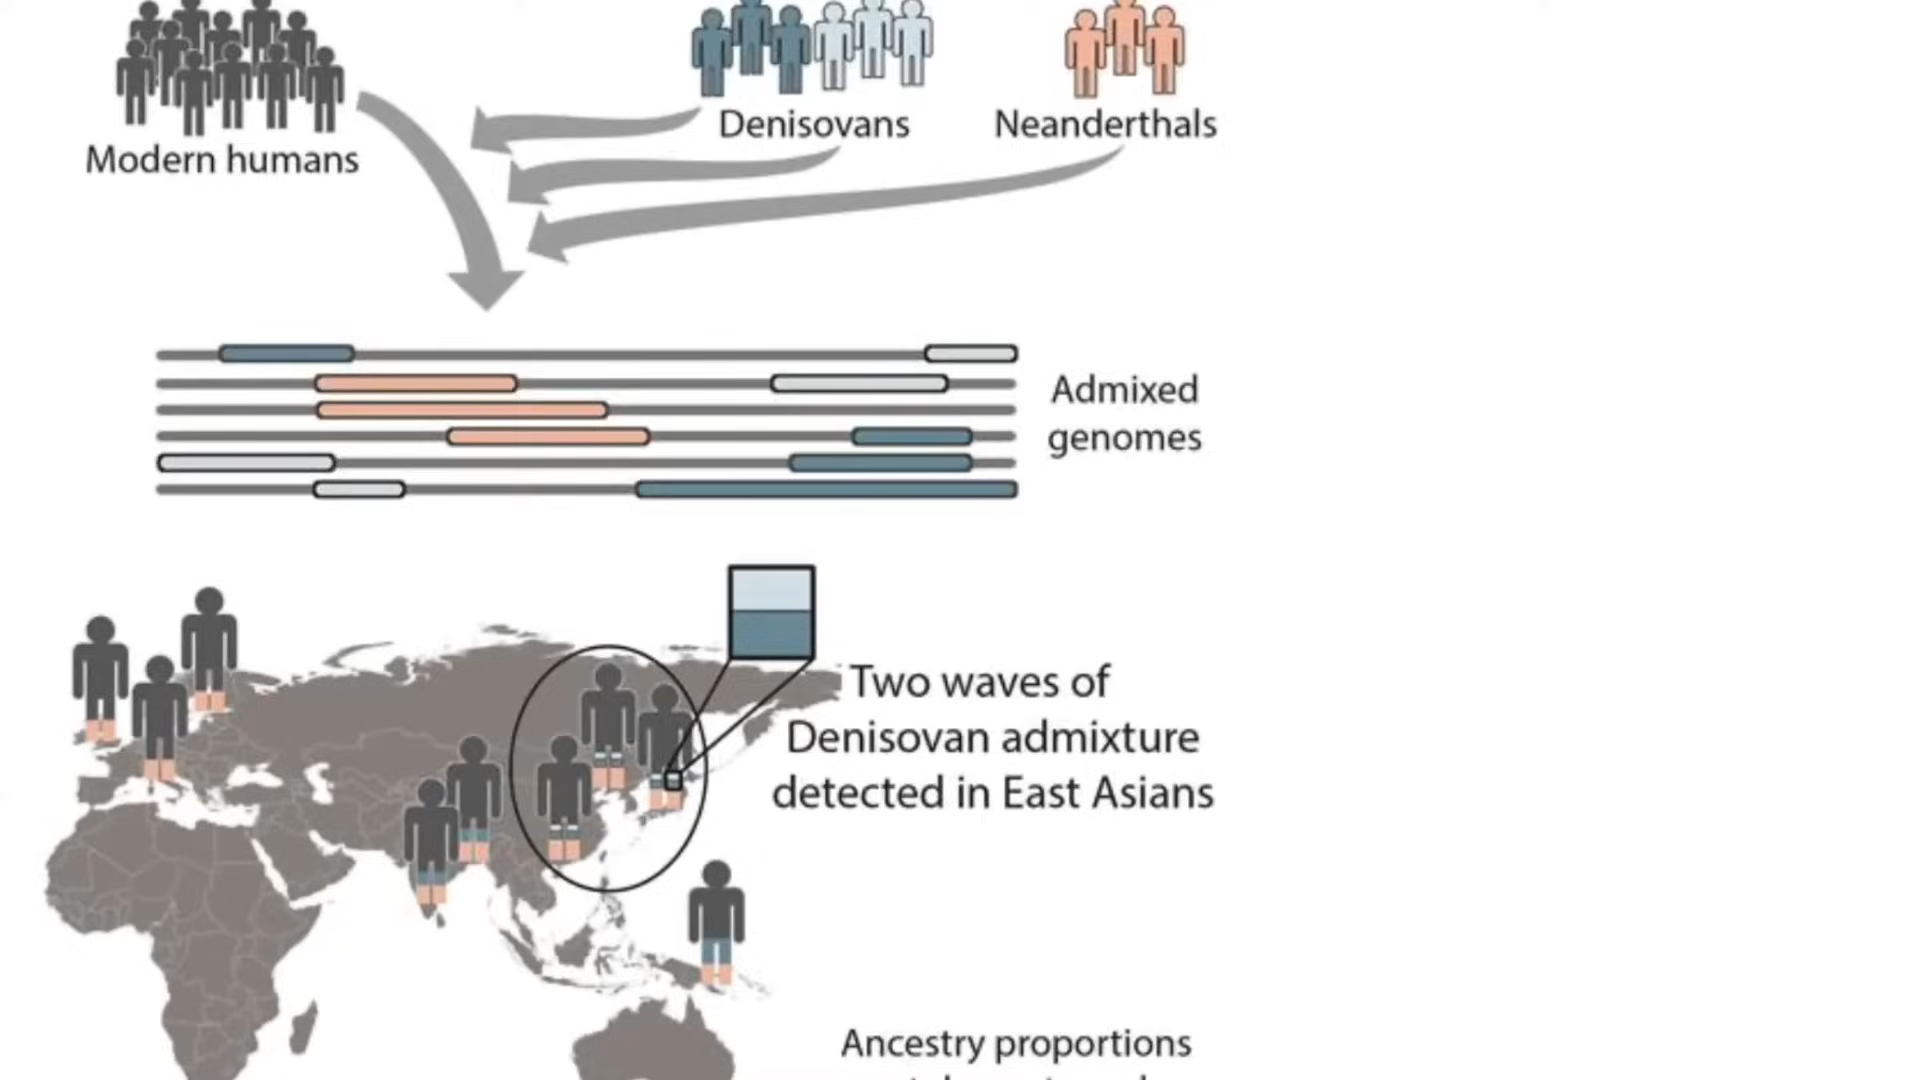 Modern humans
Denisovans
Neanderthals
Admixed
genomes
Two waves of
Denisovan admixture
detected in East Asians
Ancestry proportions